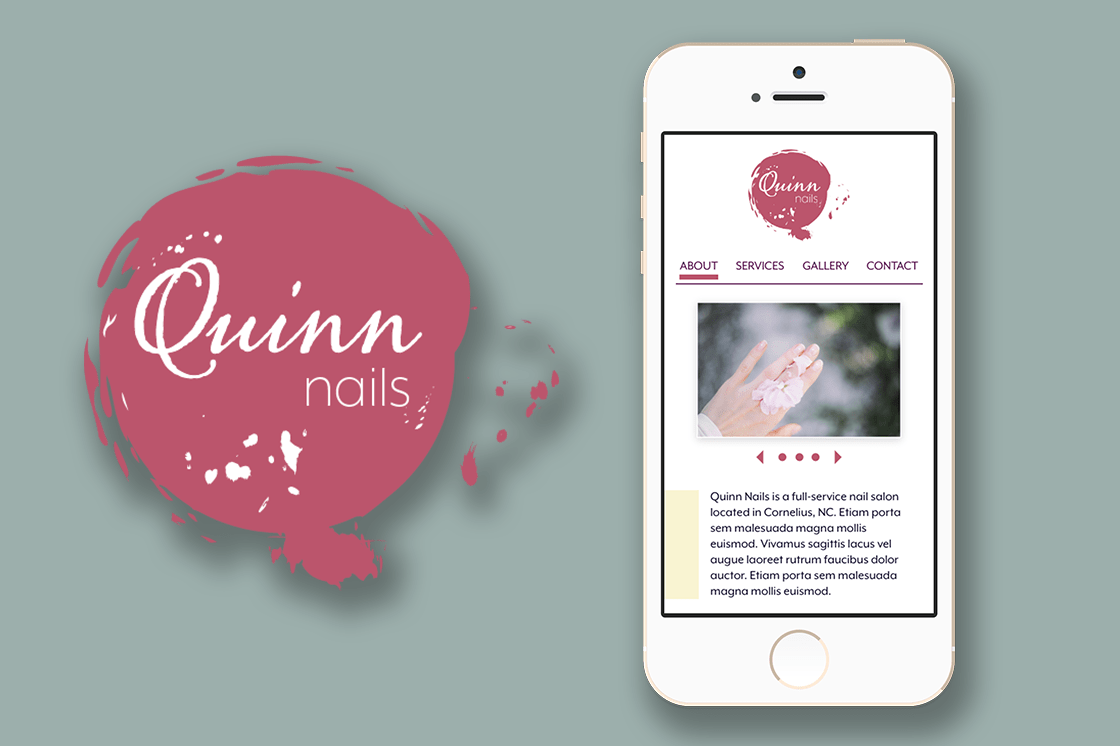 Quinn
nails
Quinn
nails
ABOUT SERVICES GALLERY CONTACT
Quinn Nails is a full-service nail salon
located in Cornelius, NC. Etiam porta
sem malesuada magna mollis
euismod. Vivamus sagittis lacus vel
augue laoreet rutrum faucibus dolor
auctor. Etiam porta sem malesuada
magna mollis euismod.